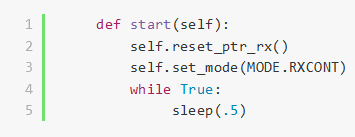 1 def start(self):
2 self.reset_ptr_rx()
3 self.set_mode(MODE.RXCONT)
4 while True:
5 sleep(.5)